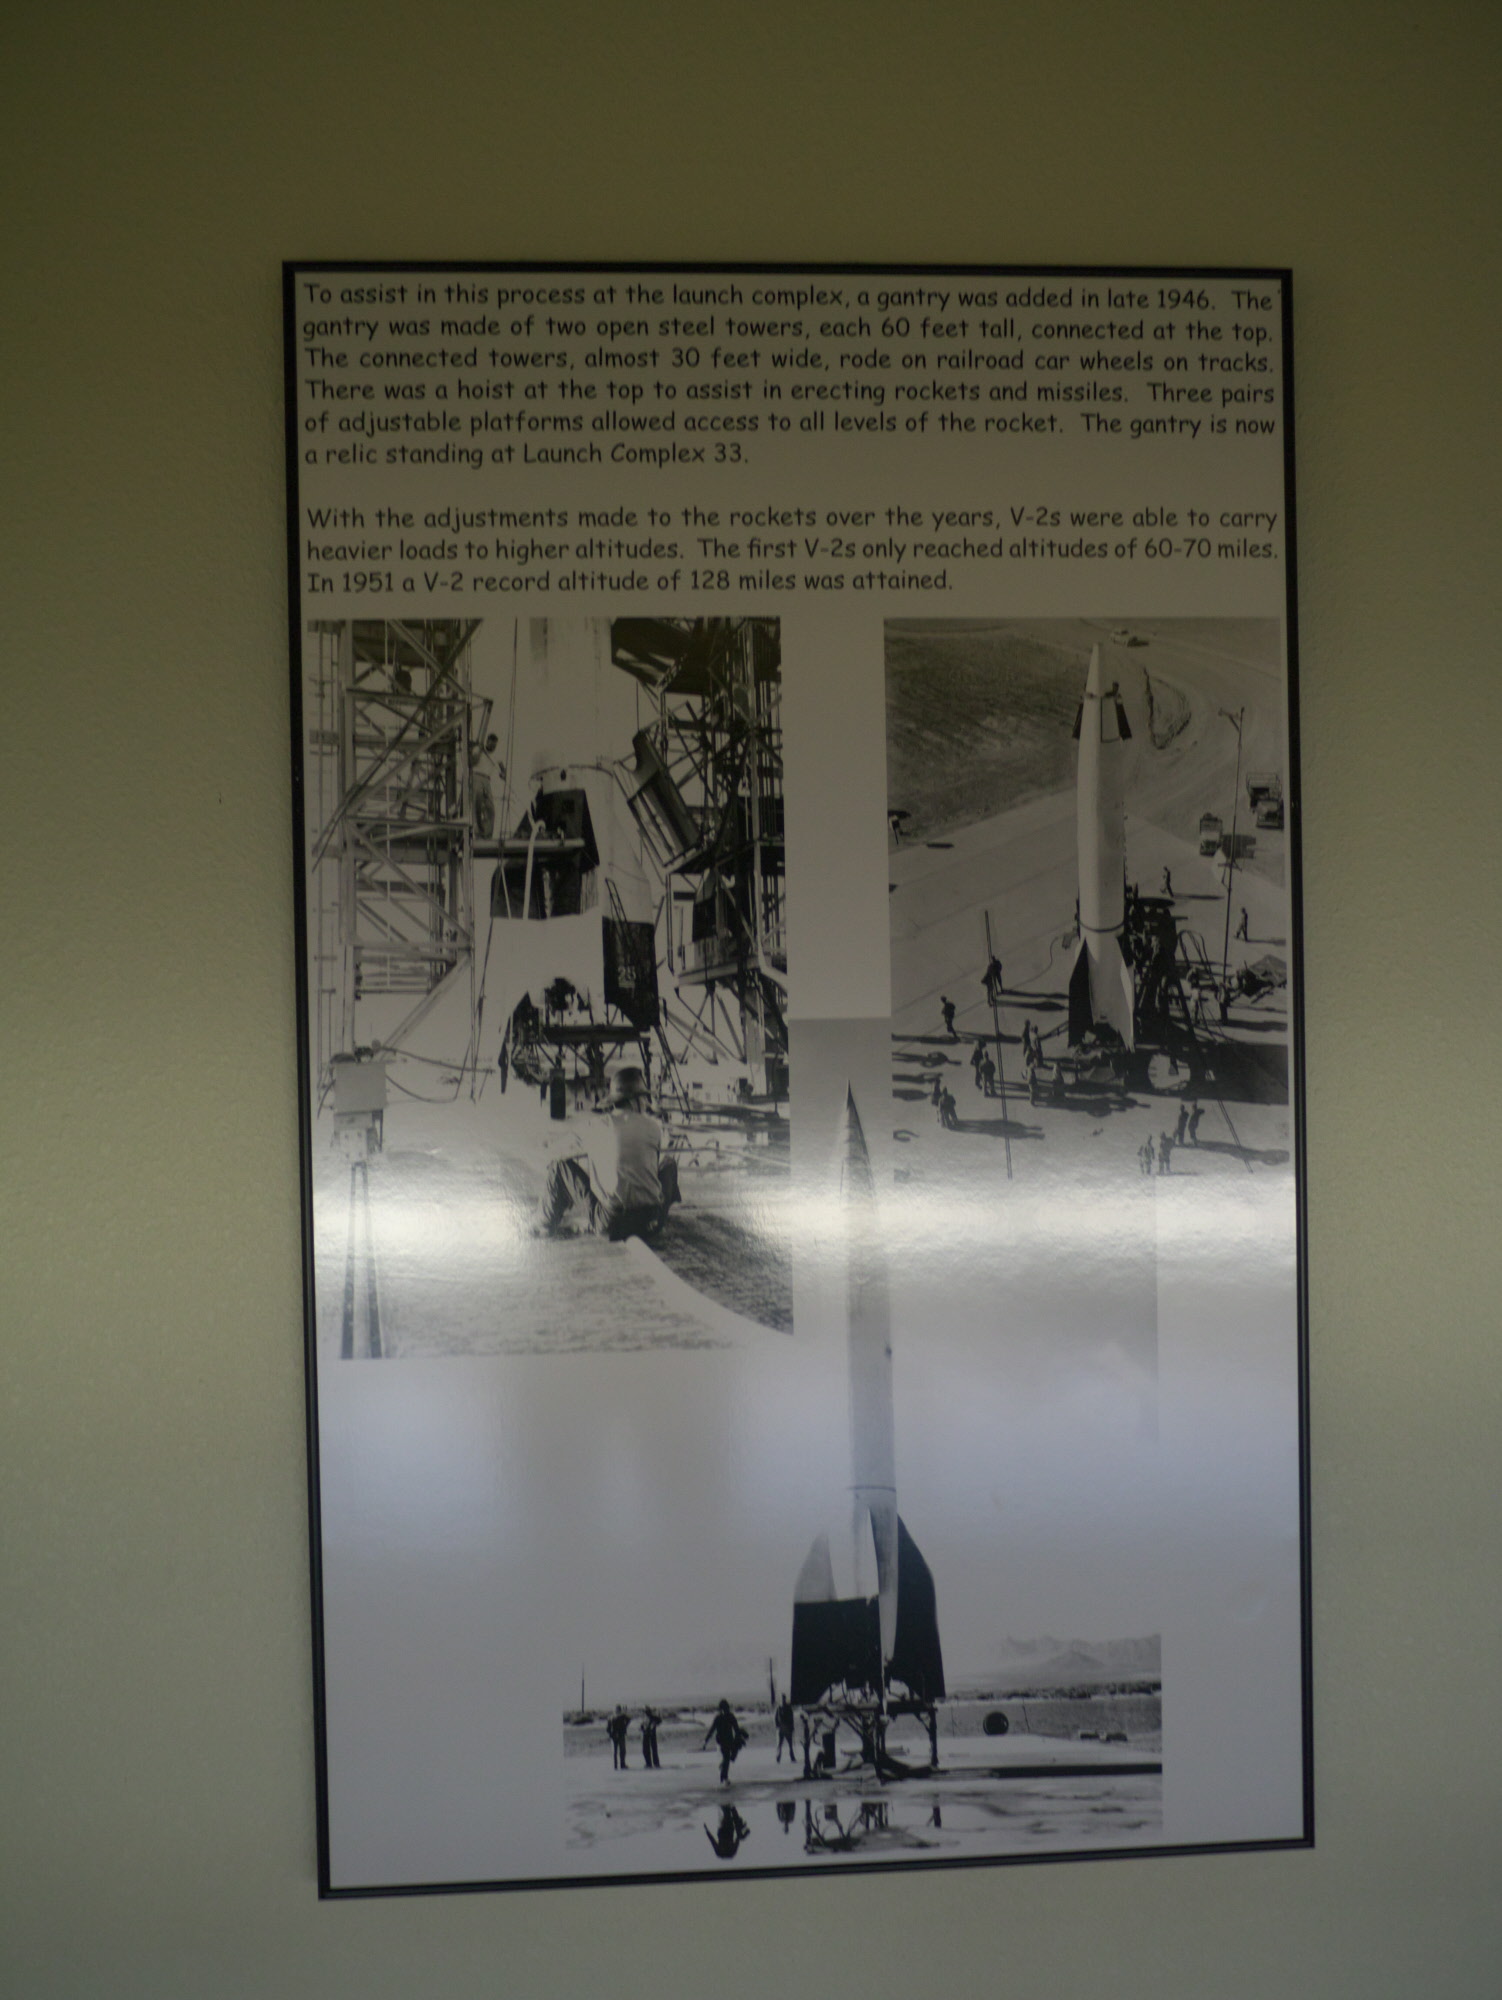 To assist in this process at the launch complex, a gantry was added in late 1946. The
gantry was made of two open steel towers, each 60 feet tall, connected at the top.
The connected towers, almost 30 feet wide, rode on railroad car wheels on tracks.
There was a hoist at the top to assist in erecting rockets and missiles. Three pairs
of adjustable platforms allowed access to all levels of the rocket. The gantry is now
a relic standing at Launch Complex 33.
With the adjustments made to the rockets over the years, V-2s were able to carry
heavier loads to higher altitudes. The first V-2s only reached altitudes of 60-70 miles.
In 1951 a V-2 record altitude of 128 miles was attained.